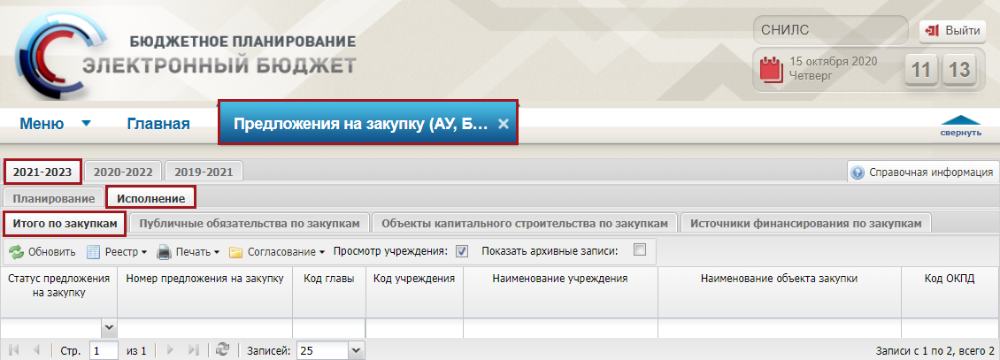 БЮДЖЕТНОЕ ПЛАНИРОВАНИЕ
ЭЛЕКТРОННЫЙ БЮДЖЕТ
СНИЛС
Выйти
15 октября 2020
Четверг
11 13
Меню Главная Предложения на закупку (АУ, Б...
свернуть
2021-2023 2020-2022 2019-2021 Справочная информация
Планирование Исполнение
Итого по закупкам Публичные обязательства по закупкам Объекты капитального строительства по закупкам Источники финансирования по закупкам
Обновить Реестр Печать Согласование Просмотр учреждения: Показать архивные записи:
Статус предложения на закупку Номер предложения на закупку Код главы Код учреждения Наименование учреждения Наименование объекта закупки Код ОКПД
Стр. 1 из 1 Записей: 25 Записи с 1 по 2, всего 2